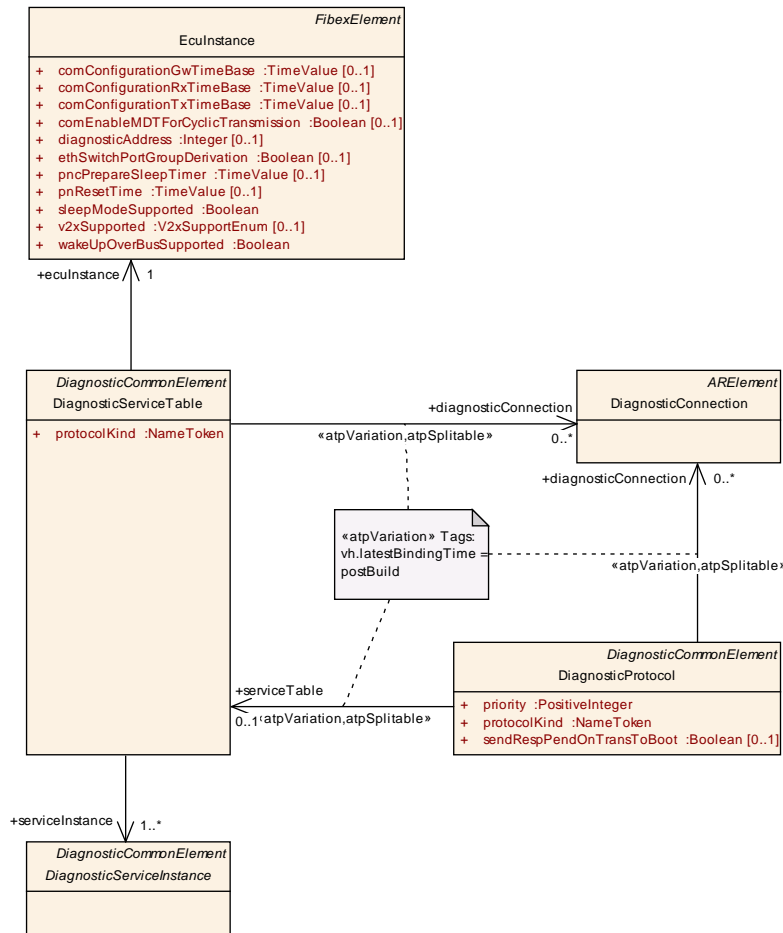 FibexElement
EcuInstance
+ comConfigurationGwTimeBase :TimeValue [0..1]
+ comConfigurationRxTimeBase :TimeValue [0..1]
+ comConfigurationTxTimeBase :TimeValue [0..1]
+ comEnableMDTForCyclicTransmission :Boolean [0..1]
+ diagnosticAddress :Integer [0..1]
+ ethSwitchPortGroupDerivation :Boolean [0..1]
+ pncPrepareSleepTimer :TimeValue [0..1]
+ pnResetTime :TimeValue [0..1]
+ sleepModeSupported :Boolean
+ v2xSupported :V2xSupportEnum [0..1]
+ wakeUpOverBusSupported :Boolean
+ecuInstance 1
DiagnosticCommonElement
DiagnosticServiceTable
+ protocolKind :NameToken
ARElement
DiagnosticConnection
+diagnosticConnection
«atpVariation,atpSplitable» 0..*
+diagnosticConnection 0..*
«atpVariation» Tags:
vh.latestBindingTime =
postBuild
«atpVariation,atpSplitable»
DiagnosticCommonElement
DiagnosticProtocol
+ priority :PositiveInteger
+ protocolKind :NameToken
+ sendRespPendOnTransToBoot :Boolean [0..1]
+serviceTable
0..1 «atpVariation,atpSplitable»
+serviceInstance 1..*
DiagnosticCommonElement
DiagnosticServiceInstance